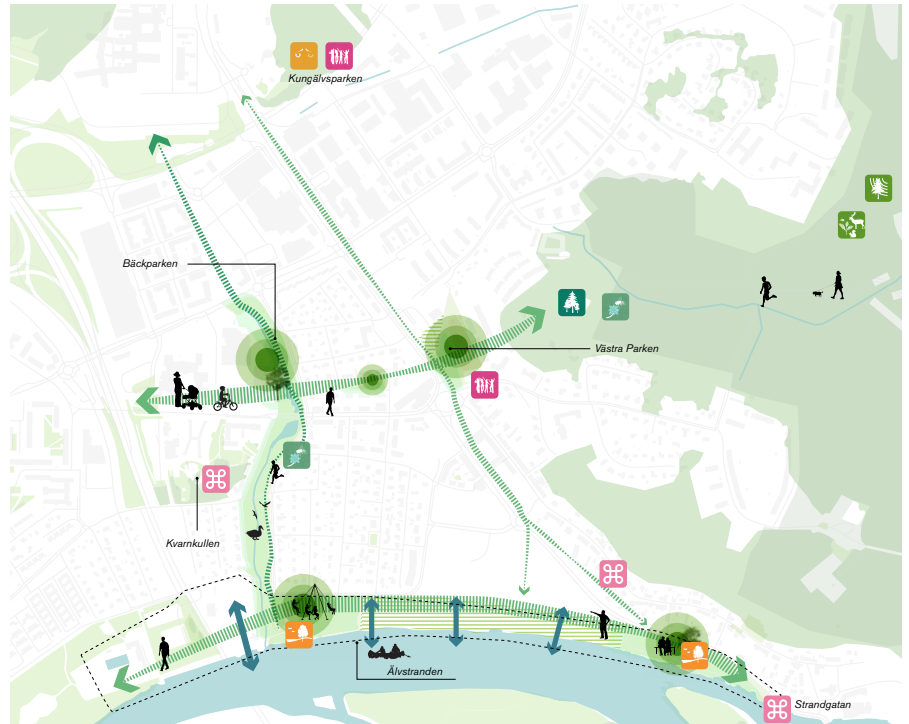 Kungälvsparken
Bäckparken
Västra Parken
Kvarnkullen
Älvstranden
Strandgatan